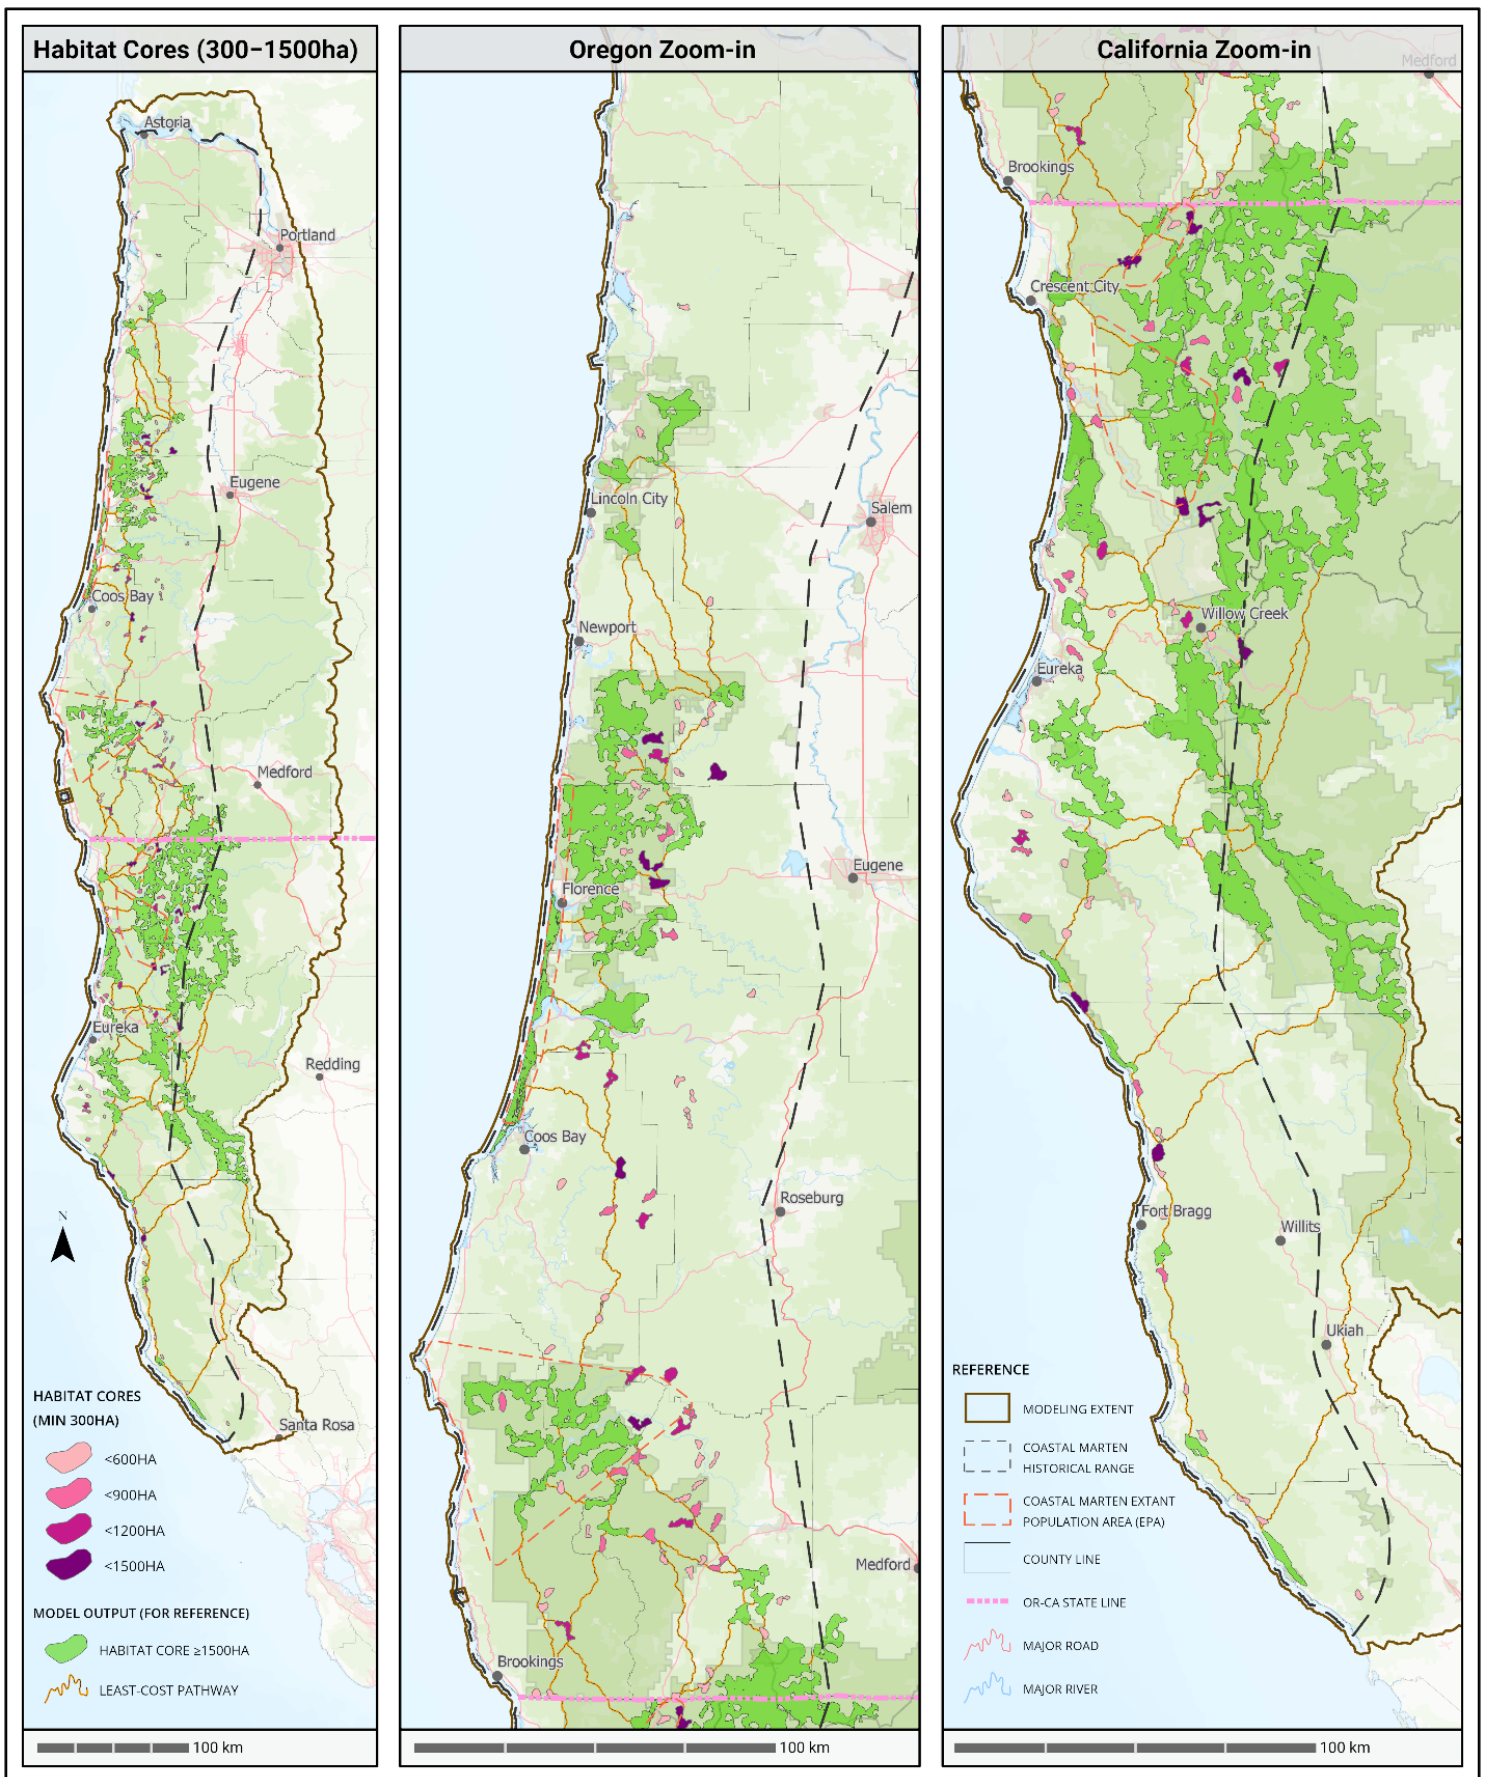 Habitat Cores (300–1500ha)
Astoria
Portland
Eugene
Coos Bay
Medford
Eureka
Redding
N
Santa Rosa
HABITAT CORES
(MIN 300HA)
<600HA
<900HA
<1200HA
<1500HA
MODEL OUTPUT (FOR REFERENCE)
HABITAT CORE ≥1500HA
LEAST-COST PATHWAY
100 km
Oregon Zoom-in
Lincoln City
Salem
Newport
Eugene
Florence
Coos Bay
Roseburg
Medford
Brookings
100 km
California Zoom-in
Medford
Brookings
Crescent City
Willow Creek
Eureka
Fort Bragg
Willits
Ukiah
REFERENCE
MODELING EXTENT
COASTAL MARTEN
HISTORICAL RANGE
COASTAL MARTEN EXTANT
POPULATION AREA (EPA)
COUNTY LINE
OR-CA STATE LINE
MAJOR ROAD
MAJOR RIVER
100 km